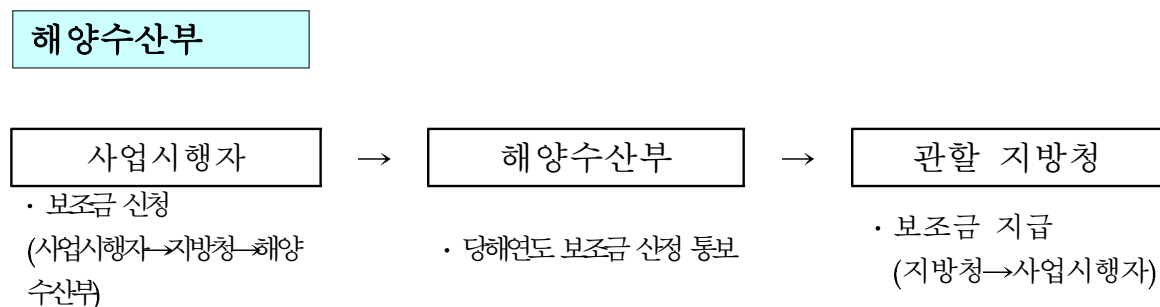 해양수산부
사업시행자 → 해양수산부 → 관할 지방청
· 보조금 신청
(사업시행자→지방청→해양
수산부)
· 당해연도 보조금 산정 통보
· 보조금 지급
(지방청→사업시행자)